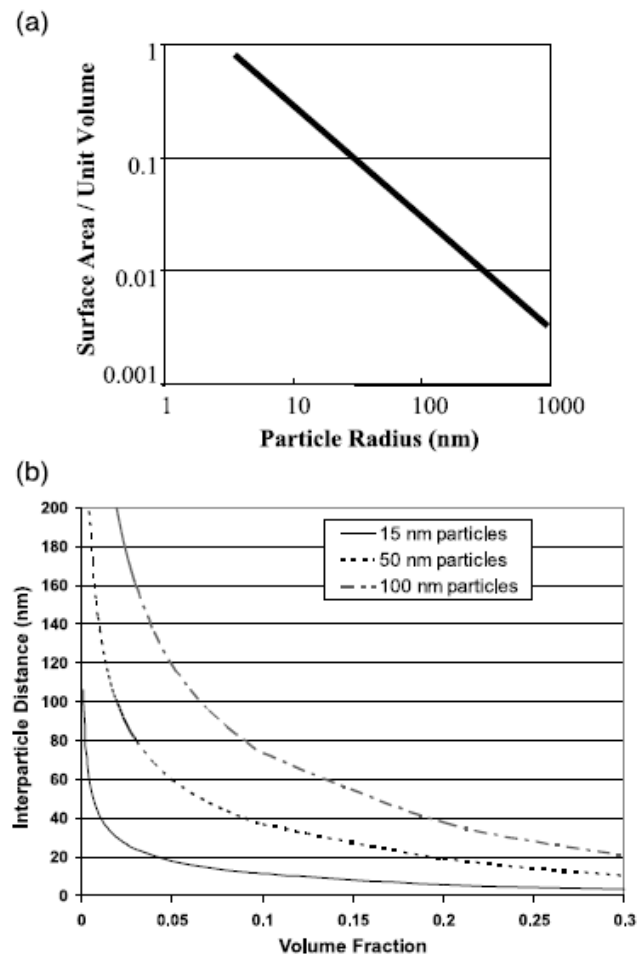 (a)
1
0.1
0.01
0.001
Surface Area / Unit Volume
1 10 100 1000
Particle Radius (nm)
(b)
200
180
160
140
120
100
80
60
40
20
0
Interparticle Distance (nm)
15 nm particles
50 nm particles
100 nm particles
0 0.05 0.1 0.15 0.2 0.25 0.3
Volume Fraction